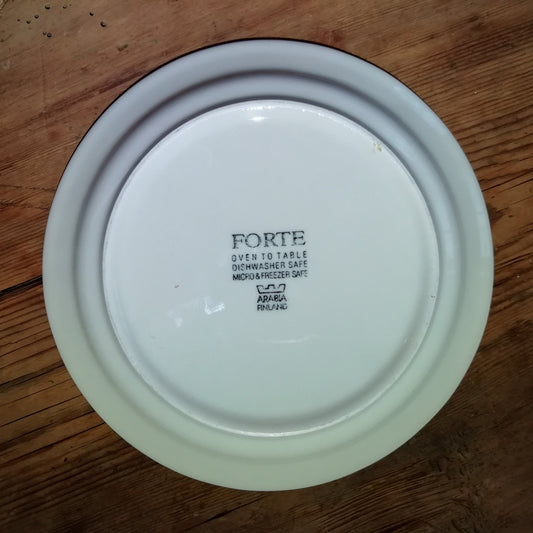 FORTE
OVEN TO TABLE
DISHWASHER SAFE
MICRO & FREEZER SAFE
ARABIA
FINLAND